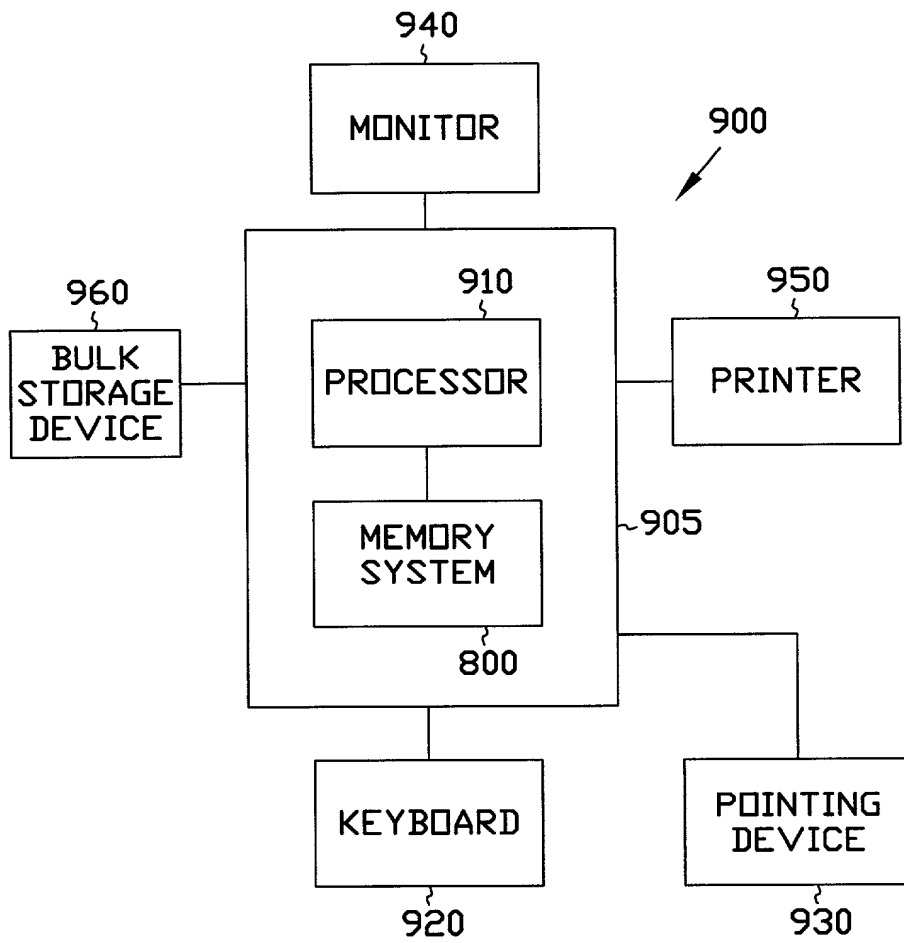 940
MONITOR
900
960
BULK
STORAGE
DEVICE
910
PROCESSOR
950
PRINTER
MEMORY
SYSTEM
905
800
KEYBOARD
920
POINTING
DEVICE
930